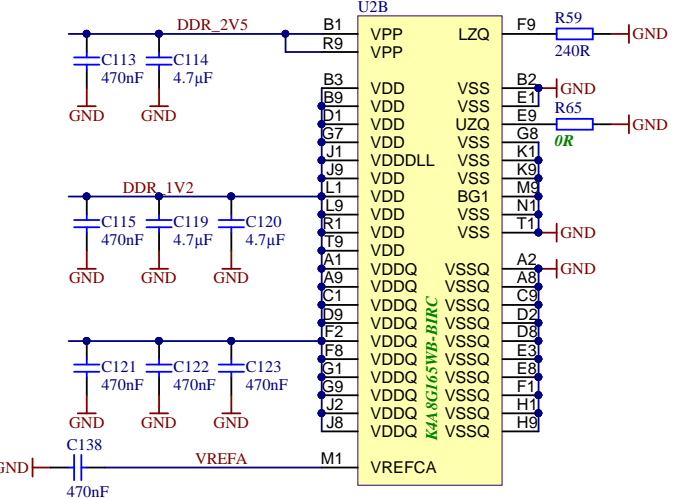 U2B
DDR_2V5
B1 VPP LZQ F9 R59
R9 VPP 240R GND
C113 C114
470nF 4.7µF
GND GND
B3 VDD VSS B2 GND
B9 VDD VSS E1
D1 VDD UZQ E9 R65 GND
G7 VDD VSS G8 0R
J1 VDDDLL VSS K1
J9 VDD VSS K9
DDR_1V2 L1 VDD BG1 M9
L9 VDD VSS N1
C115 C119 C120
470nF 4.7µF 4.7µF
R1 VDD VSS T1 GND
T9 VDD
GND GND GND
A1 VDDQ VSSQ A2 GND
A9 VDDQ VSSQ A8
C1 VDDQ VSSQ C9
D9 VDDQ VSSQ D2
F2 VDDQ VSSQ D8
F8 VDDQ VSSQ E3
C121 C122 C123
470nF 470nF 470nF
G1 VDDQ VSSQ E8
G9 VDDQ VSSQ F1
J2 VDDQ VSSQ H1
GND GND GND
J8 VDDQ VSSQ H9
K4A8G165WB-BIRC
C138
GND VREFA M1 VREFCA
470nF